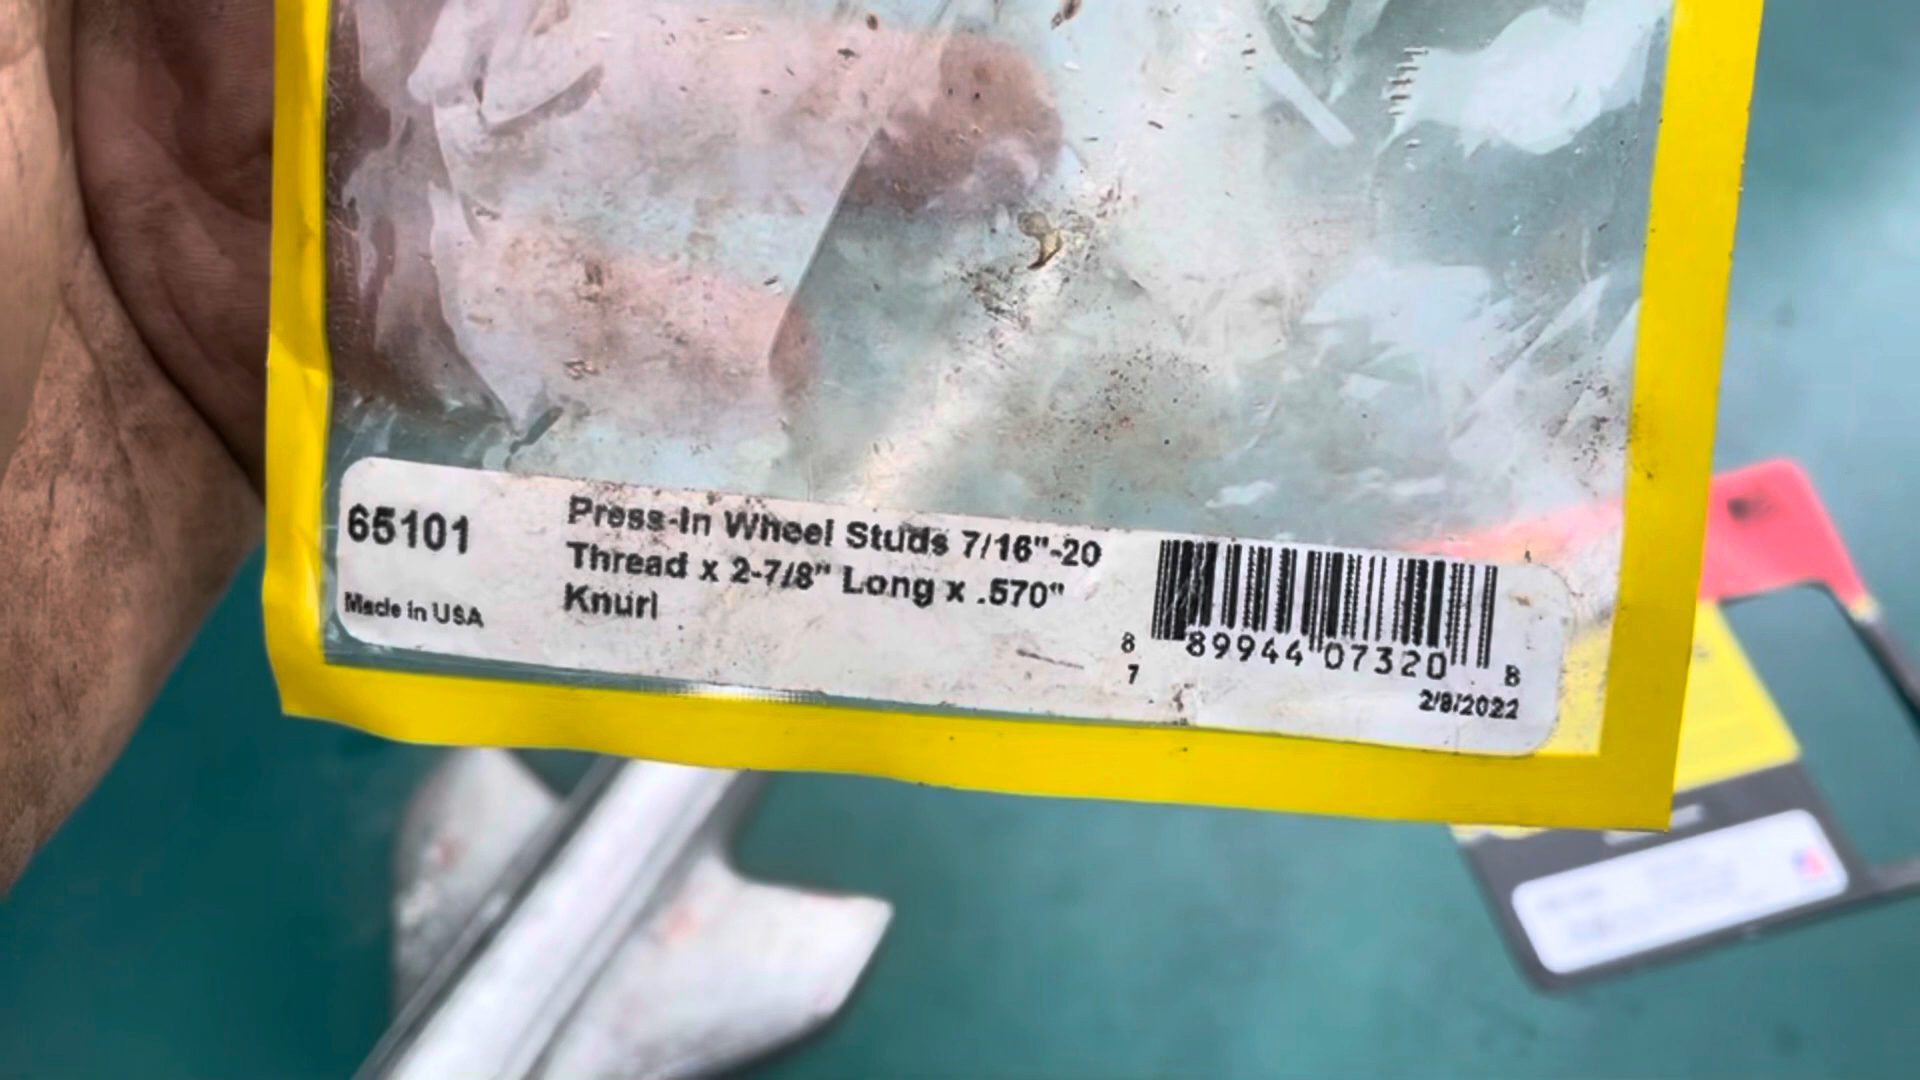 65101
Made in USA
Press-In Wheel Studs 7/16"-20
Thread x 2-7/8" Long x .570"
Knurl
8 89944 07320 8
7
2/8/2022